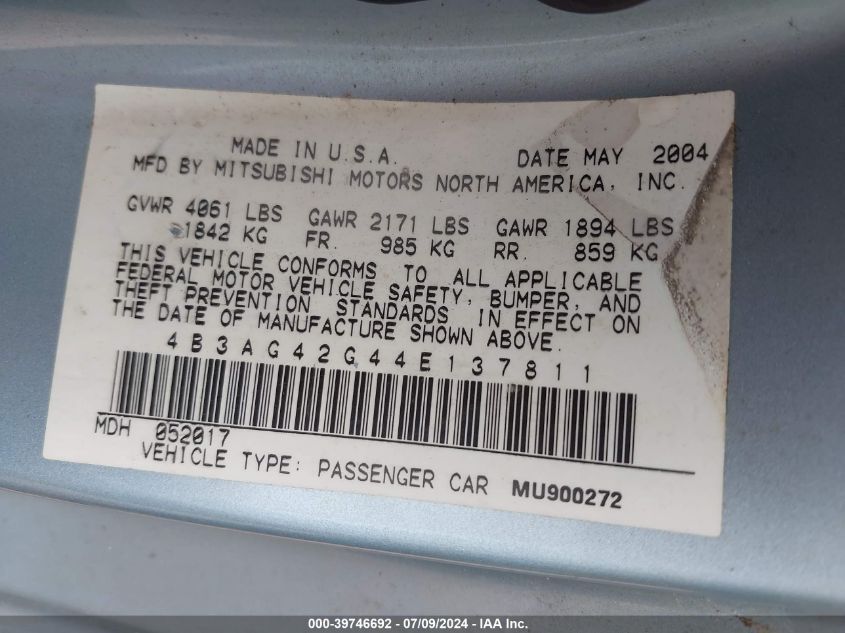 MADE IN U.S.A. DATE MAY 2004
MFD BY MITSUBISHI MOTORS NORTH AMERICA, INC.
GVWR 4061 LBS GAWR 2171 LBS GAWR 1894 LBS
1842 KG FR. 985 KG RR. 859 KG
THIS VEHICLE CONFORMS TO ALL APPLICABLE
FEDERAL MOTOR VEHICLE SAFETY, BUMPER, AND
THEFT PREVENTION STANDARDS IN EFFECT ON
THE DATE OF MANUFACTURE SHOWN ABOVE.
4B3AG42G44E137811
MDH 052017
VEHICLE TYPE: PASSENGER CAR MU900272
000-39746692 / 07/09/2024 - IAA Inc.